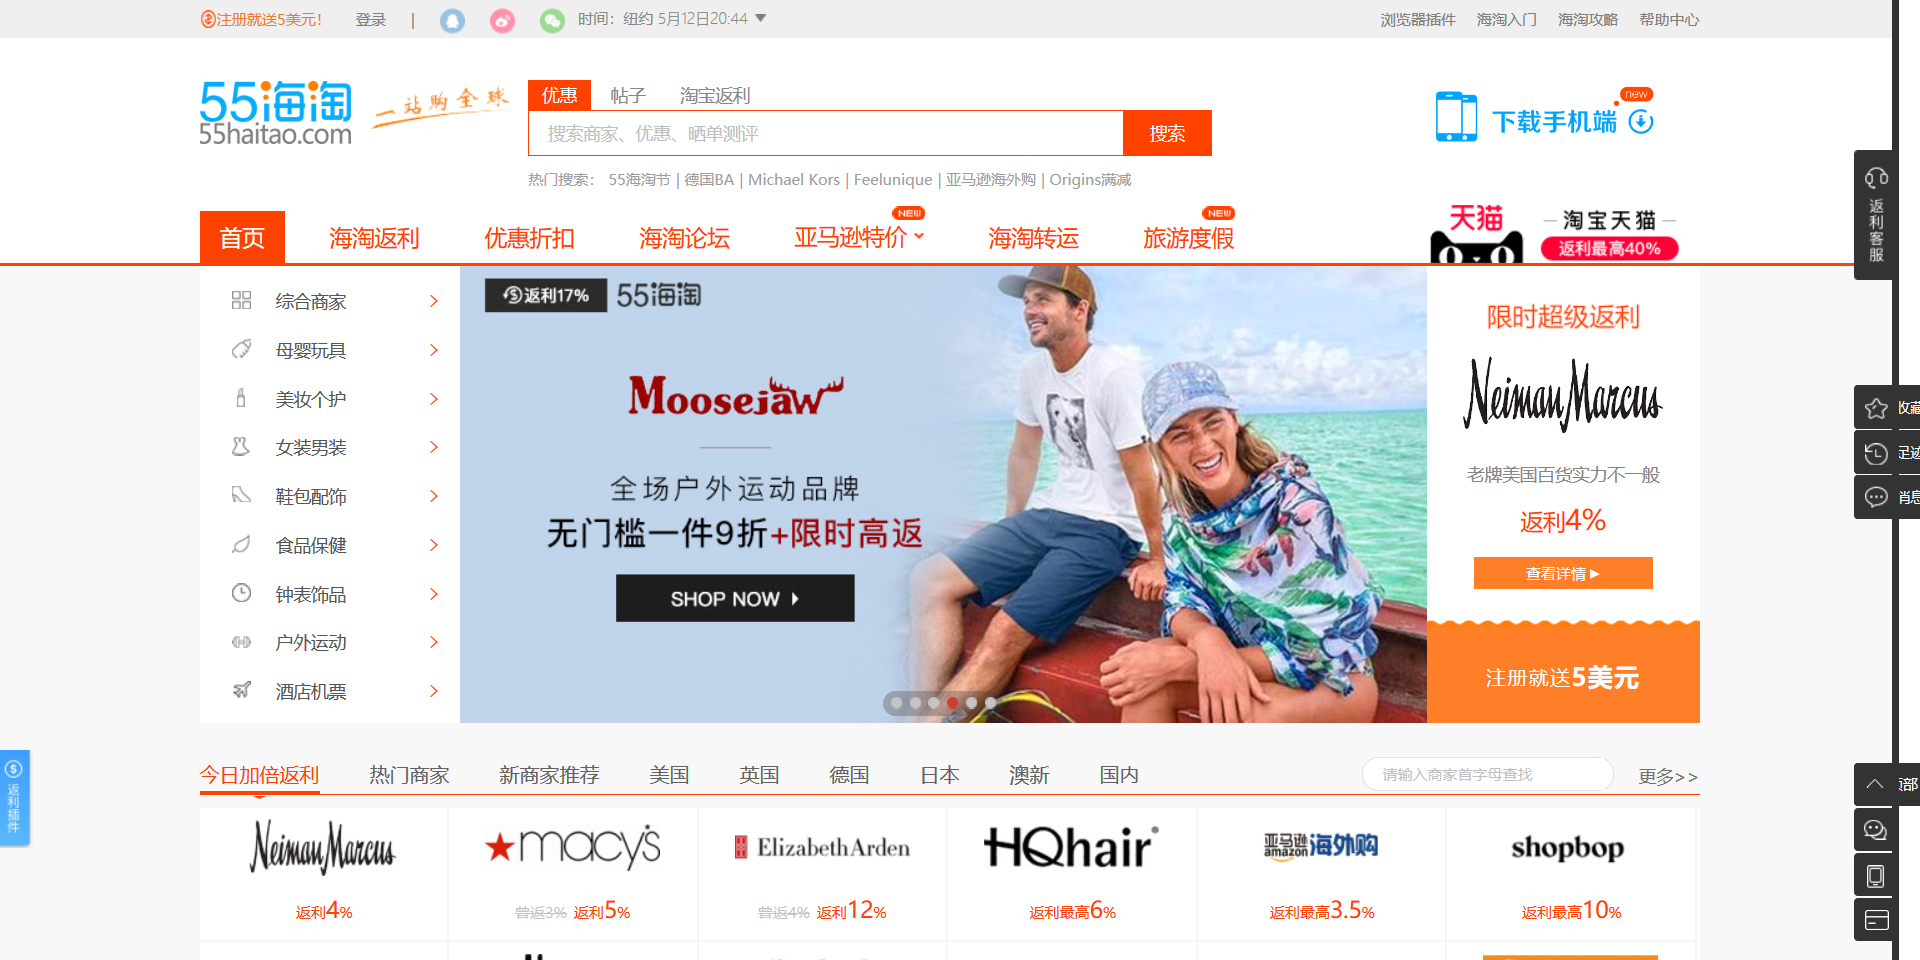 注册就送5美元!
登录
|
时间：纽约 5月12日20:44
浏览器插件
海淘入门
海淘攻略
帮助中心
55海淘
55haitao.com
一站购全球
优惠
帖子
淘宝返利
搜索商家、优惠、晒单测评
搜索
热门搜索： 55海淘节 | 德国BA | Michael Kors | Feelunique | 亚马逊海外购 | Origins满减
new
下载手机端
首页
海淘返利
优惠折扣
海淘论坛
亚马逊特价
NEW
海淘转运
旅游度假
NEW
天猫
淘宝天猫
返利最高40%
综合商家
母婴玩具
美妆个护
女装男装
鞋包配饰
食品保健
钟表饰品
户外运动
酒店机票
返利17%
55海淘
Moosejaw
全场户外运动品牌
无门槛一件9折+限时高返
SHOP NOW
限时超级返利
Neiman Marcus
老牌美国百货实力不一般
返利4%
查看详情
注册就送5美元
返利客服
收藏
足迹
消息
顶部
返利插件
今日加倍返利
热门商家
新商家推荐
美国
英国
德国
日本
澳新
国内
请输入商家首字母查找
更多>>
Neiman Marcus
macy's
Elizabeth Arden
HQhair
亚马逊 amazon 海外购
shopbop
返利4%
曾返3% 返利5%
曾返4% 返利12%
返利最高6%
返利最高3.5%
返利最高10%